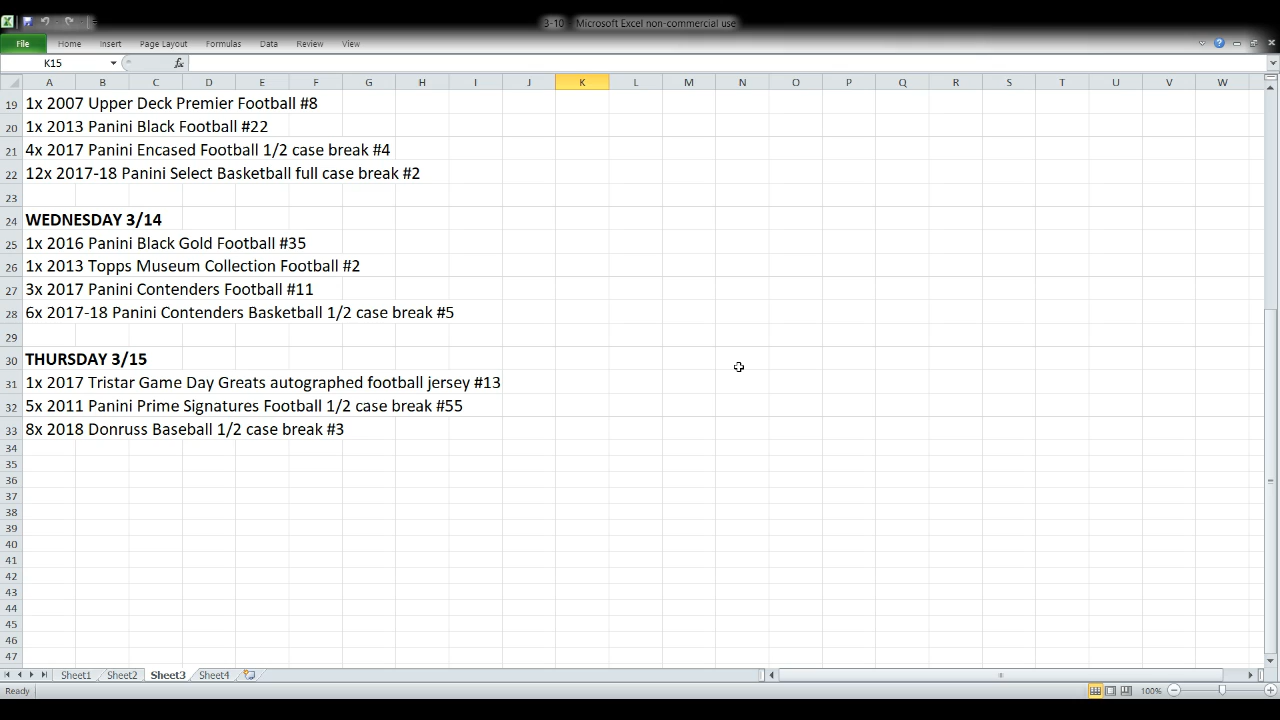 3-10 Microsoft Excel non-commercial use
File Home Insert Page Layout Formulas Data Review View
K15 fx
A B C D E F G H I J K L M N O P Q R S T U V W
19 1x 2007 Upper Deck Premier Football #8
20 1x 2013 Panini Black Football #22
21 4x 2017 Panini Encased Football 1/2 case break #4
22 12x 2017-18 Panini Select Basketball full case break #2
23
24 WEDNESDAY 3/14
25 1x 2016 Panini Black Gold Football #35
26 1x 2013 Topps Museum Collection Football #2
27 3x 2017 Panini Contenders Football #11
28 6x 2017-18 Panini Contenders Basketball 1/2 case break #5
29
30 THURSDAY 3/15
31 1x 2017 Tristar Game Day Greats autographed football jersey #13
32 5x 2011 Panini Prime Signatures Football 1/2 case break #55
33 8x 2018 Donruss Baseball 1/2 case break #3
34
35
36
37
38
39
40
41
42
43
44
45
46
47
Sheet1 Sheet2 Sheet3 Sheet4
Ready 100%